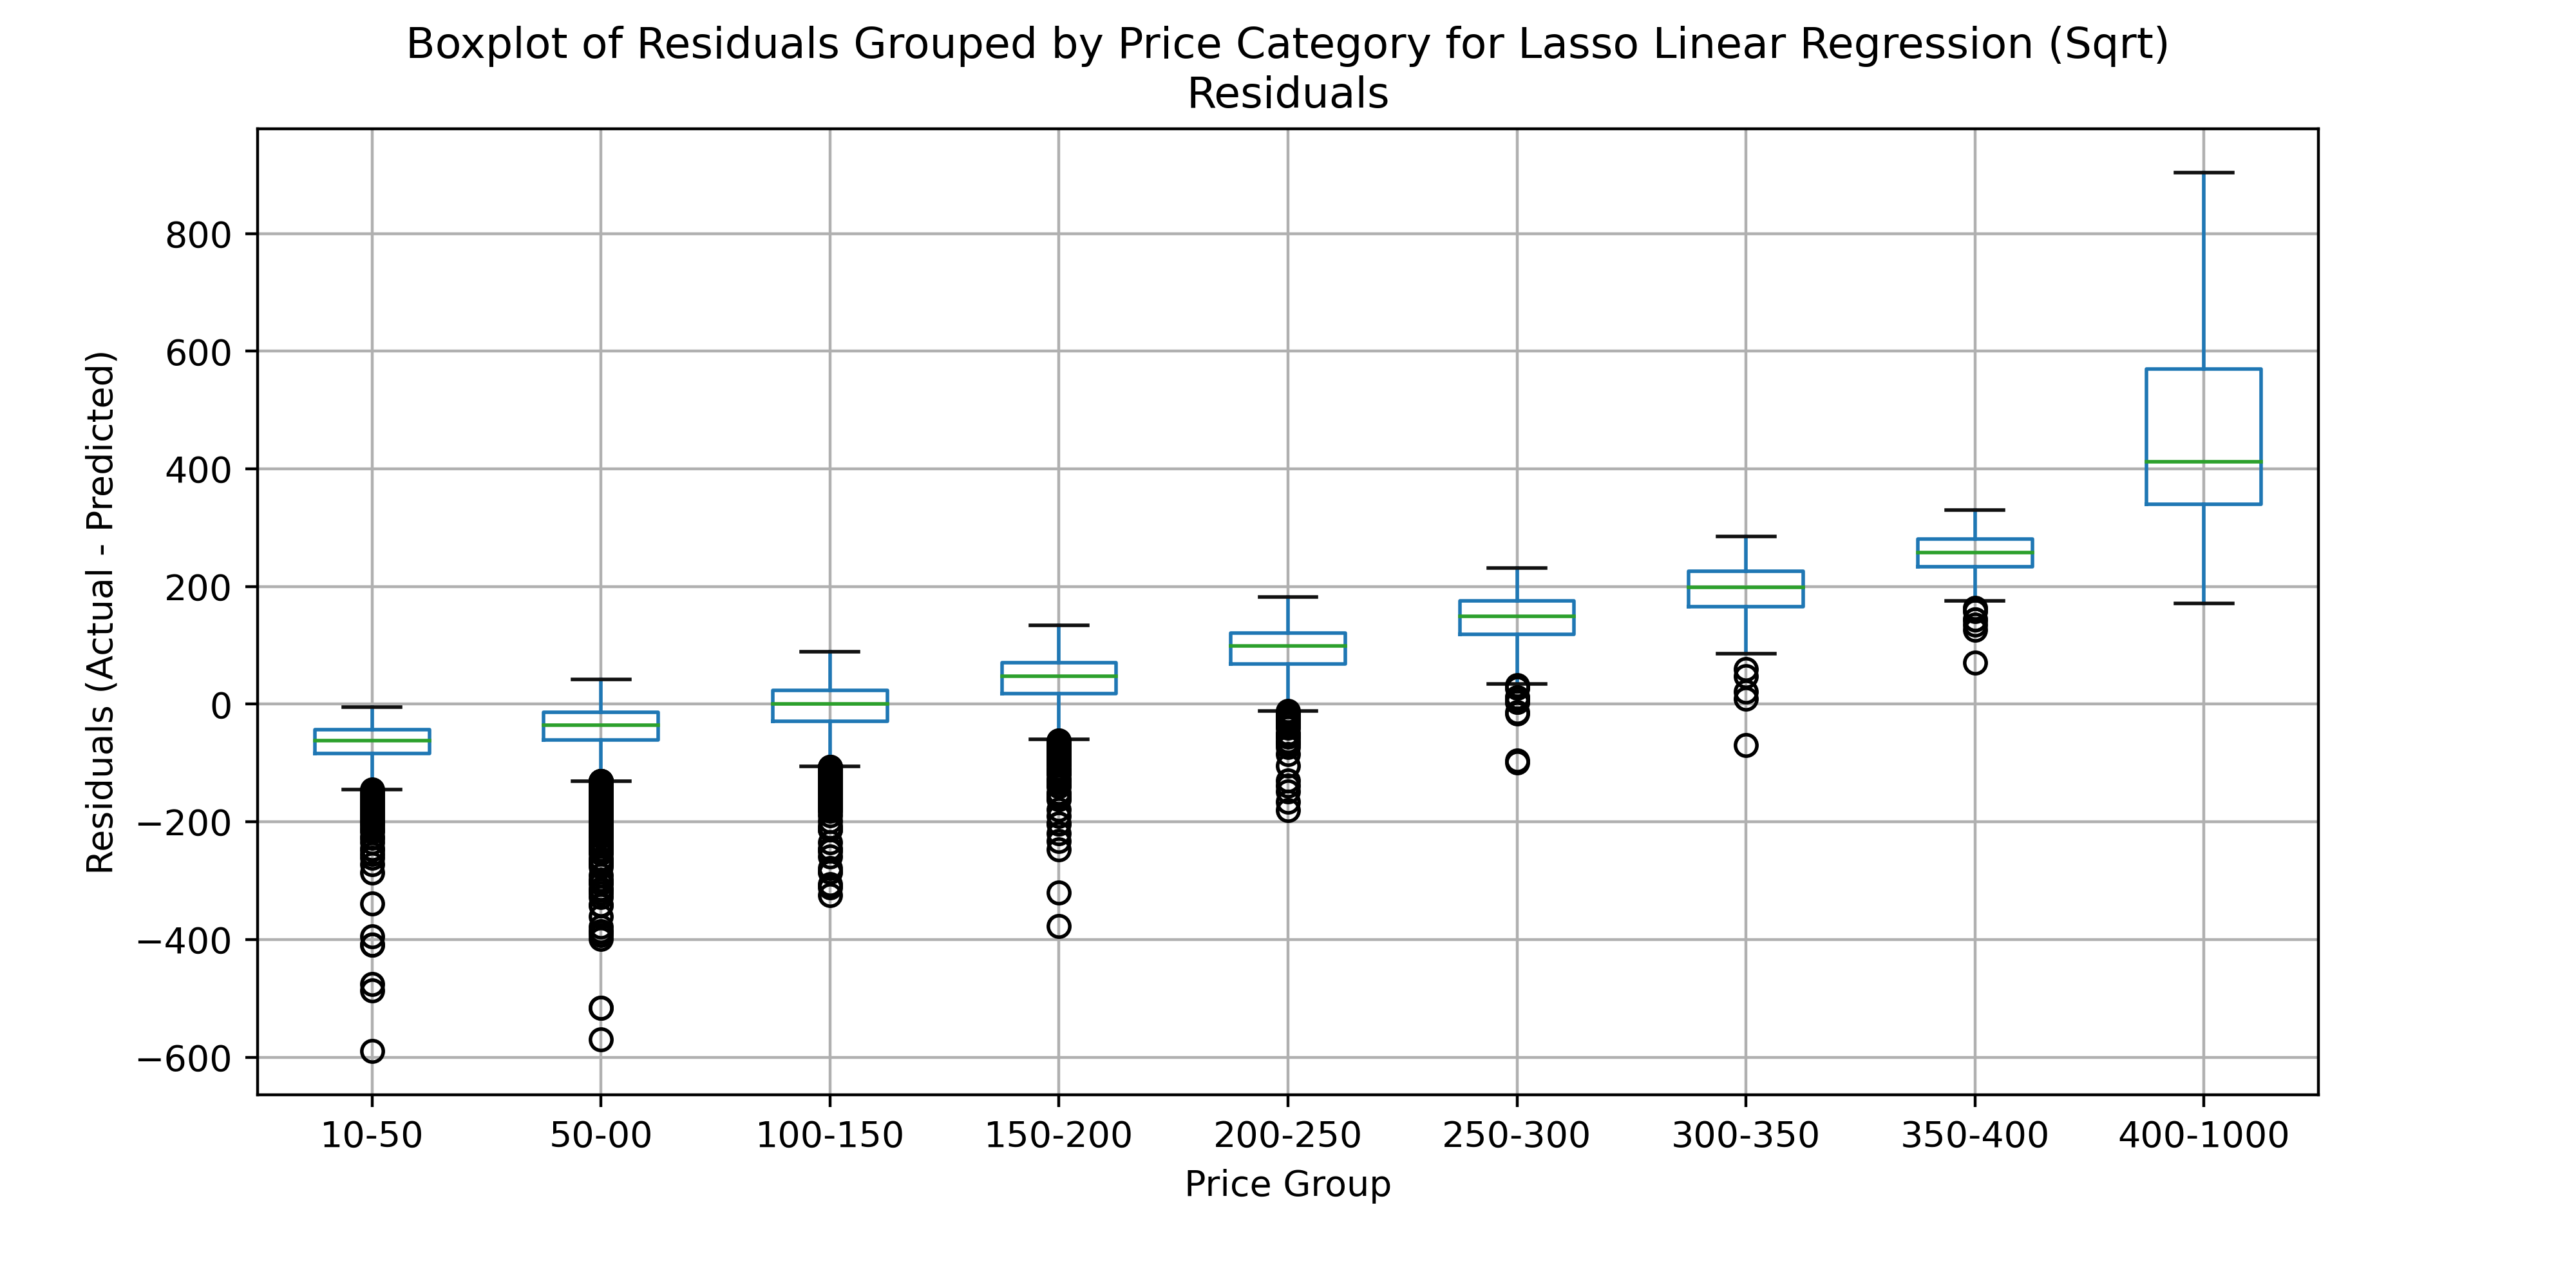 Boxplot of Residuals Grouped by Price Category for Lasso Linear Regression (Sqrt)
Residuals
Residuals (Actual - Predicted)
800
600
400
200
0
−200
−400
−600
10-50 50-00 100-150 150-200 200-250 250-300 300-350 350-400 400-1000
Price Group